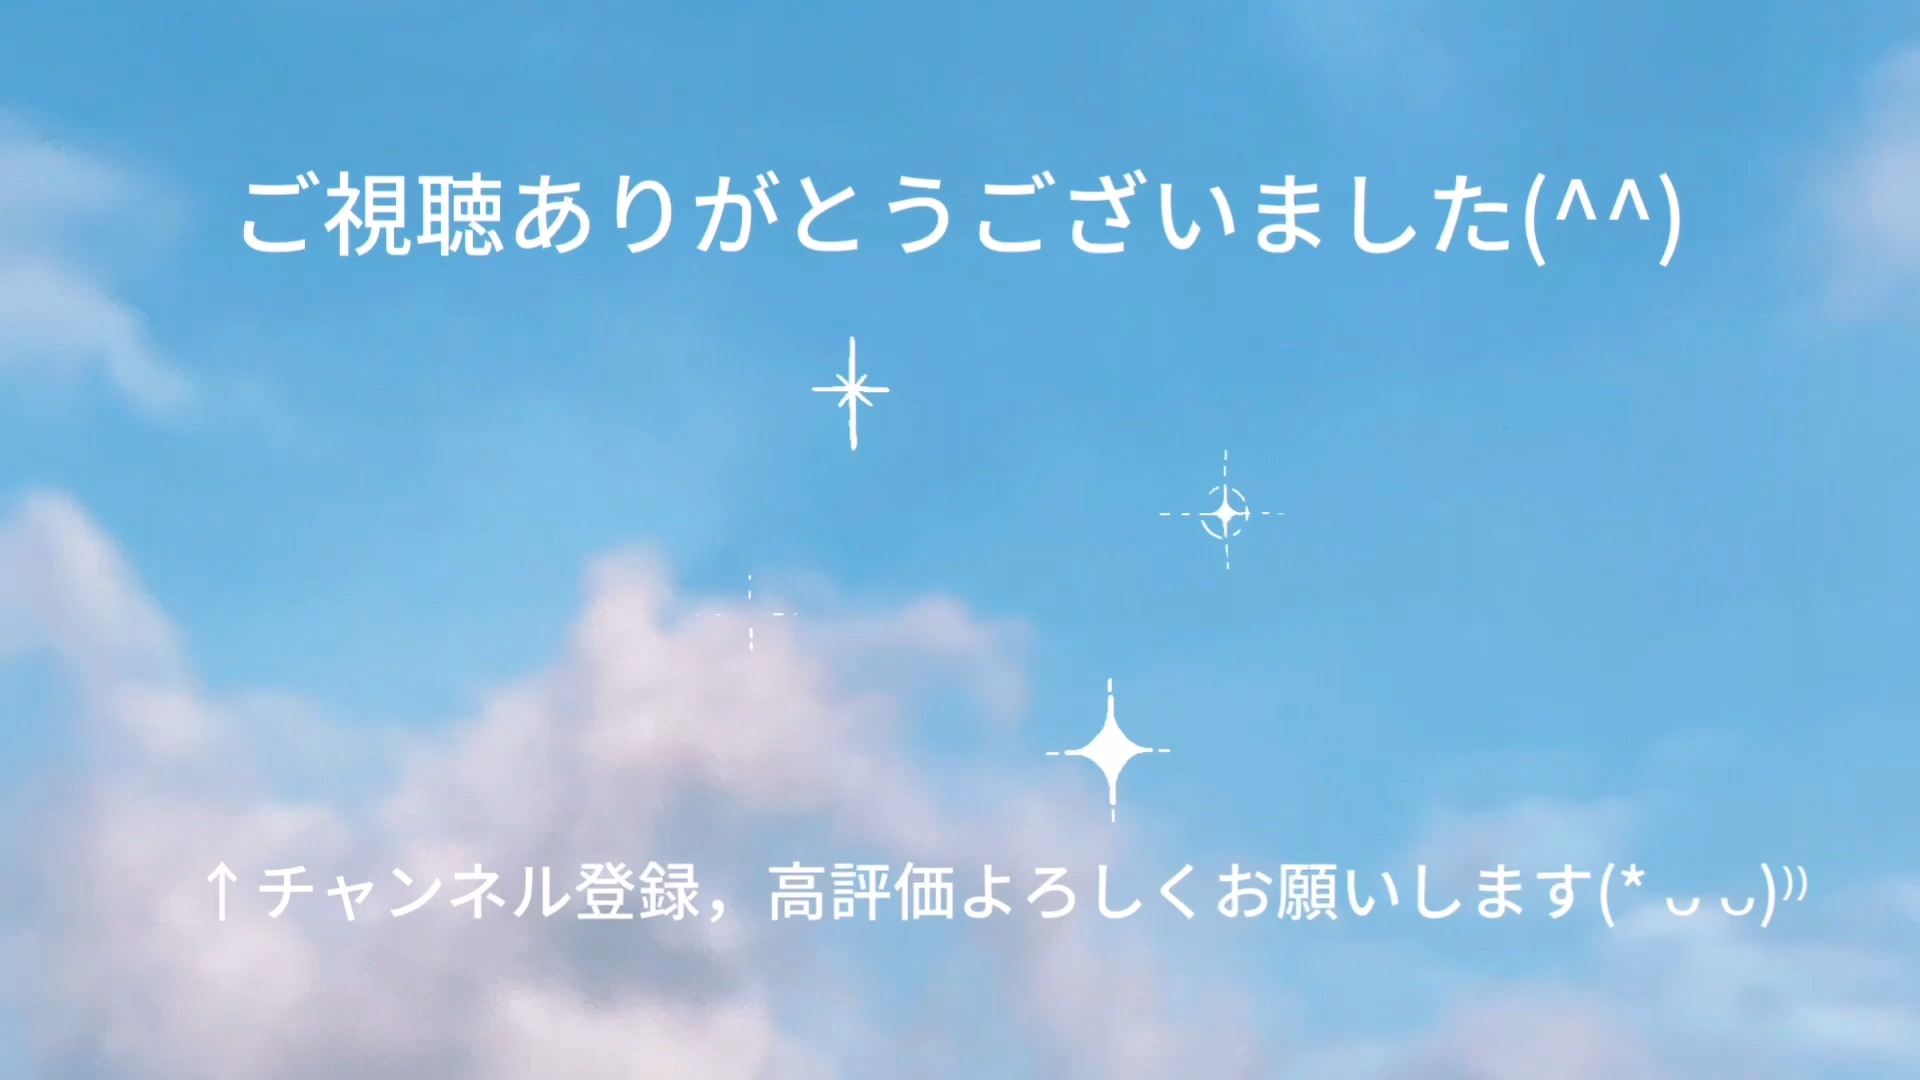 ご視聴ありがとうございました(^^)
↑チャンネル登録，高評価よろしくお願いします(* ᴗ ᴗ)⁾⁾